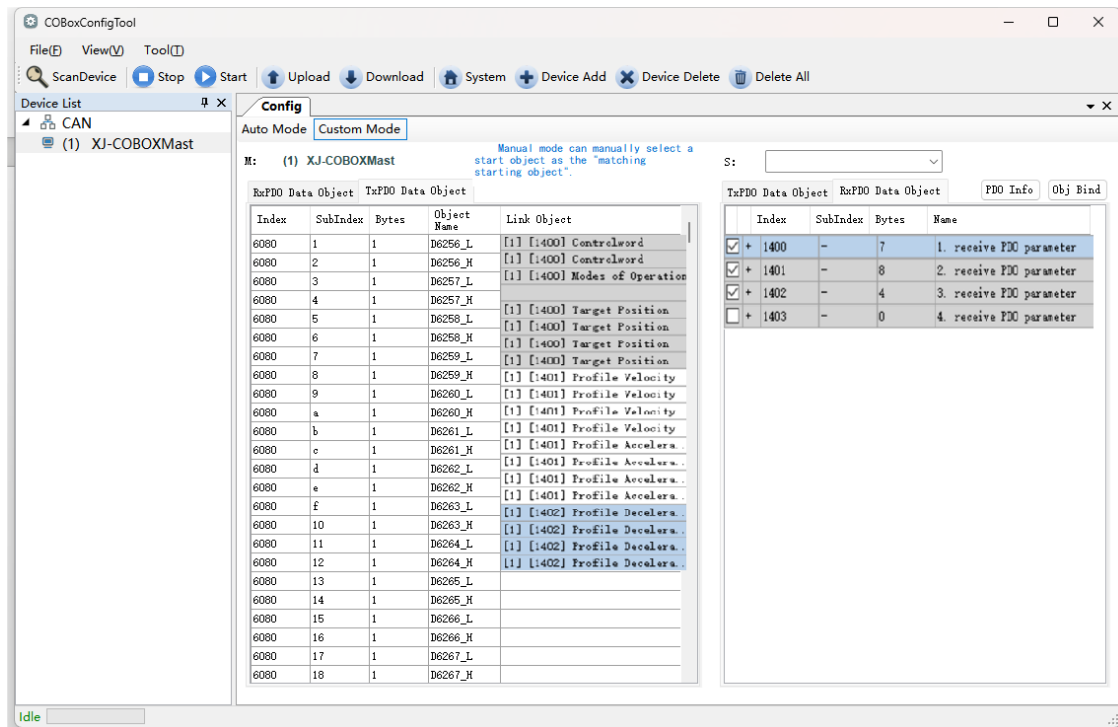 COBoxConfigTool
File(F) View(V) Tool(T)
ScanDevice Stop Start Upload Download System Device Add Device Delete Delete All
Device List
CAN
(1) XJ-COBOXMast
Config
Auto Mode Custom Mode
M: (1) XJ-COBOXMast
Manual mode can manually select a
start object as the "matching
starting object".
RxPDO Data Object TxPDO Data Object
Index SubIndex Bytes Object Name Link Object
6080 1 1 D6256_L [1] [1400] Controlword
6080 2 1 D6256_H [1] [1400] Controlword
6080 3 1 D6257_L [1] [1400] Modes of Operation
6080 4 1 D6257_H
6080 5 1 D6258_L [1] [1400] Target Position
6080 6 1 D6258_H [1] [1400] Target Position
6080 7 1 D6259_L [1] [1400] Target Position
6080 8 1 D6259_H [1] [1400] Target Position
6080 9 1 D6260_L [1] [1401] Profile Velocity
6080 a 1 D6260_H [1] [1401] Profile Velocity
6080 b 1 D6261_L [1] [1401] Profile Velocity
6080 c 1 D6261_H [1] [1401] Profile Velocity
6080 d 1 D6262_L [1] [1401] Profile Accelera..
6080 e 1 D6262_H [1] [1401] Profile Accelera..
6080 f 1 D6263_L [1] [1401] Profile Accelera..
6080 10 1 D6263_H [1] [1401] Profile Accelera..
6080 11 1 D6264_L [1] [1402] Profile Decelera..
6080 12 1 D6264_H [1] [1402] Profile Decelera..
6080 13 1 D6265_L [1] [1402] Profile Decelera..
6080 14 1 D6265_H [1] [1402] Profile Decelera..
6080 15 1 D6266_L
6080 16 1 D6266_H
6080 17 1 D6267_L
6080 18 1 D6267_H
S:
TxPDO Data Object RxPDO Data Object PDO Info Obj Bind
Index SubIndex Bytes Name
+ 1400 - 7 1. receive PDO parameter
+ 1401 - 8 2. receive PDO parameter
+ 1402 - 4 3. receive PDO parameter
+ 1403 - 0 4. receive PDO parameter
Idle